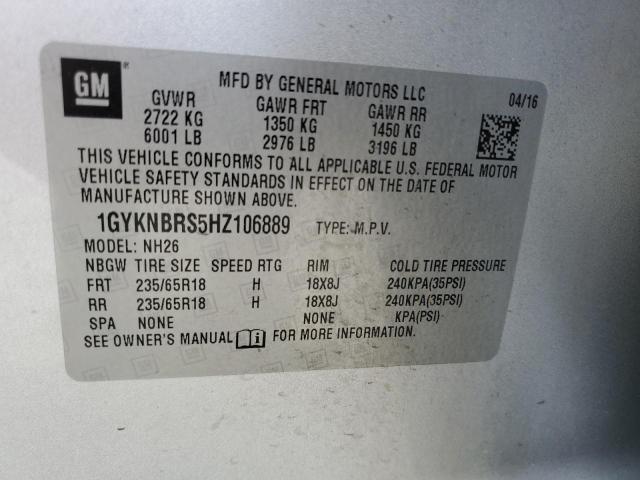 GM
MFD BY GENERAL MOTORS LLC
04/16
GVWR GAWR FRT GAWR RR
2722 KG 1350 KG 1450 KG
6001 LB 2976 LB 3196 LB
THIS VEHICLE CONFORMS TO ALL APPLICABLE U.S. FEDERAL MOTOR
VEHICLE SAFETY STANDARDS IN EFFECT ON THE DATE OF
MANUFACTURE SHOWN ABOVE.
1GYKNBRS5HZ106889 TYPE: M.P.V.
MODEL: NH26
NBGW TIRE SIZE SPEED RTG RIM COLD TIRE PRESSURE
FRT 235/65R18 H 18X8J 240KPA(35PSI)
RR 235/65R18 H 18X8J 240KPA(35PSI)
SPA NONE NONE KPA(PSI)
SEE OWNER'S MANUAL FOR MORE INFORMATION.